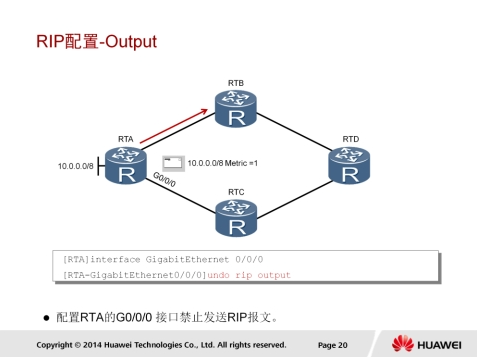 RIP配置-Output
RTB
RTA
RTD
10.0.0.0/8
10.0.0.0/8 Metric =1
G0/0/0
RTC
R
R
R
R
[RTA]interface GigabitEthernet 0/0/0
[RTA-GigabitEthernet0/0/0]undo rip output
● 配置RTA的G0/0/0 接口禁止发送RIP报文。
Copyright © 2014 Huawei Technologies Co., Ltd. All rights reserved.
Page 20
HUAWEI